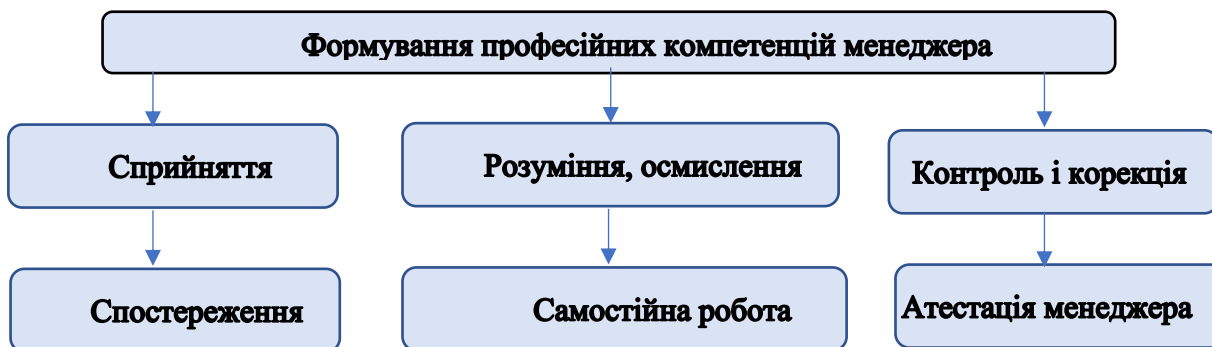 Формування професійних компетенцій менеджера
Сприйняття
Розуміння, осмислення
Контроль і корекція
Спостереження
Самостійна робота
Атестація менеджера